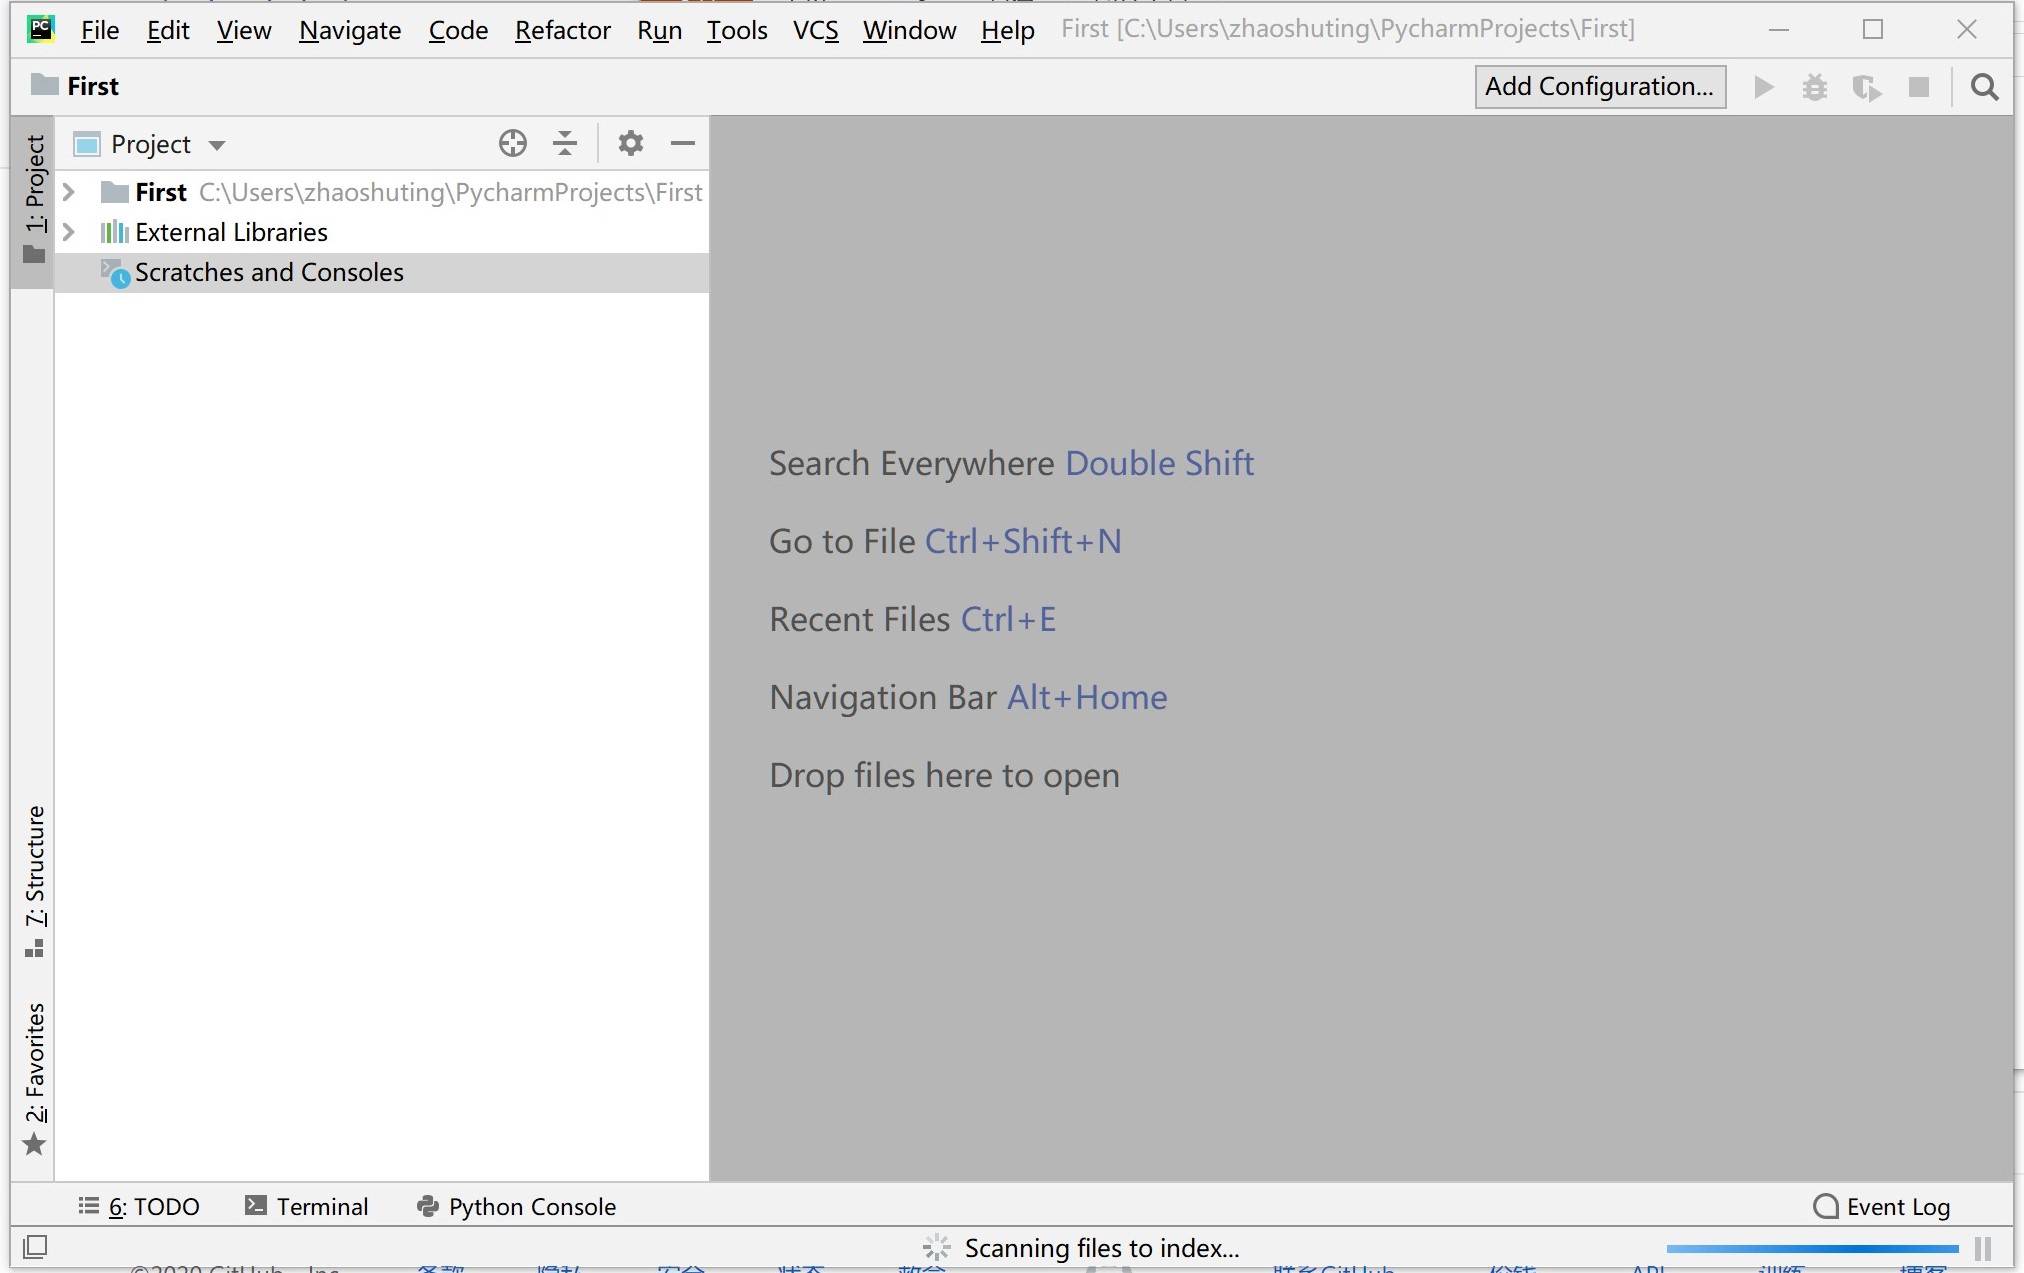 PC File Edit View Navigate Code Refactor Run Tools VCS Window Help First [C:\Users\zhaoshuting\PycharmProjects\First]
First Add Configuration...
1: Project
Project
First C:\Users\zhaoshuting\PycharmProjects\First
External Libraries
Scratches and Consoles
Search Everywhere Double Shift
Go to File Ctrl+Shift+N
Recent Files Ctrl+E
Navigation Bar Alt+Home
Drop files here to open
7: Structure
2: Favorites
6: TODO Terminal Python Console Event Log
Scanning files to index...